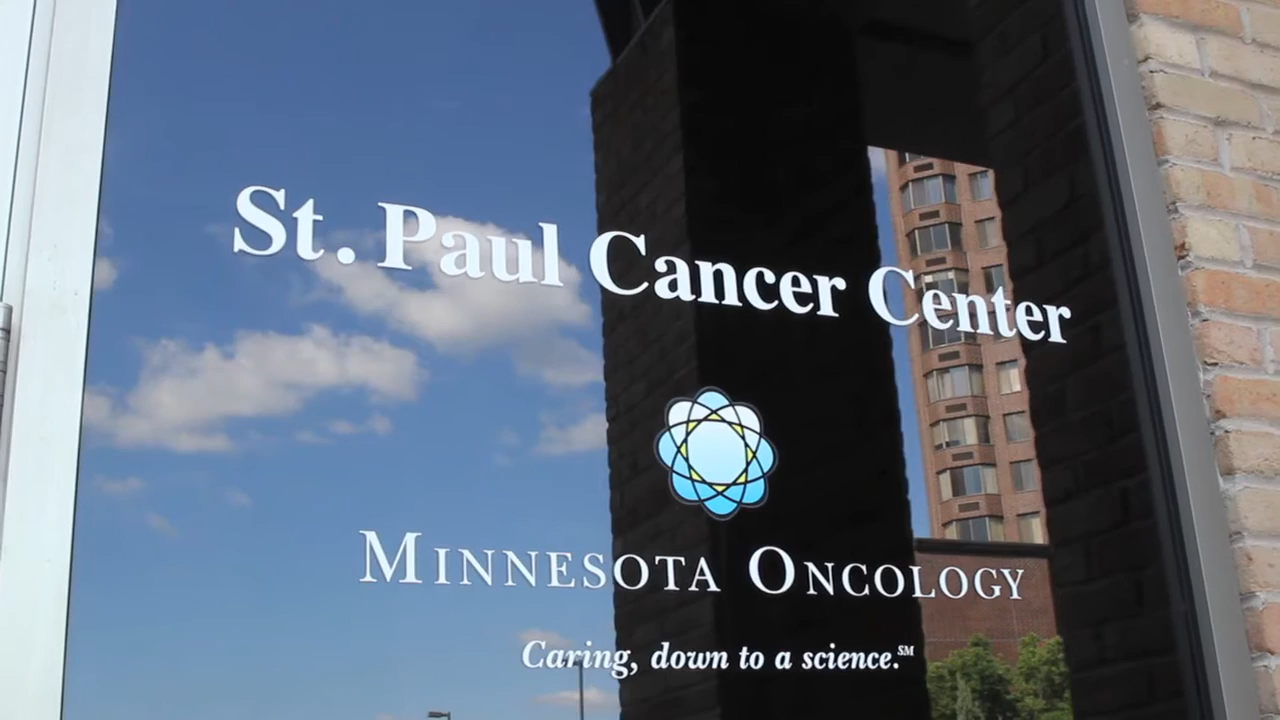 St. Paul Cancer Center
MINNESOTA ONCOLOGY
Caring, down to a science.℠